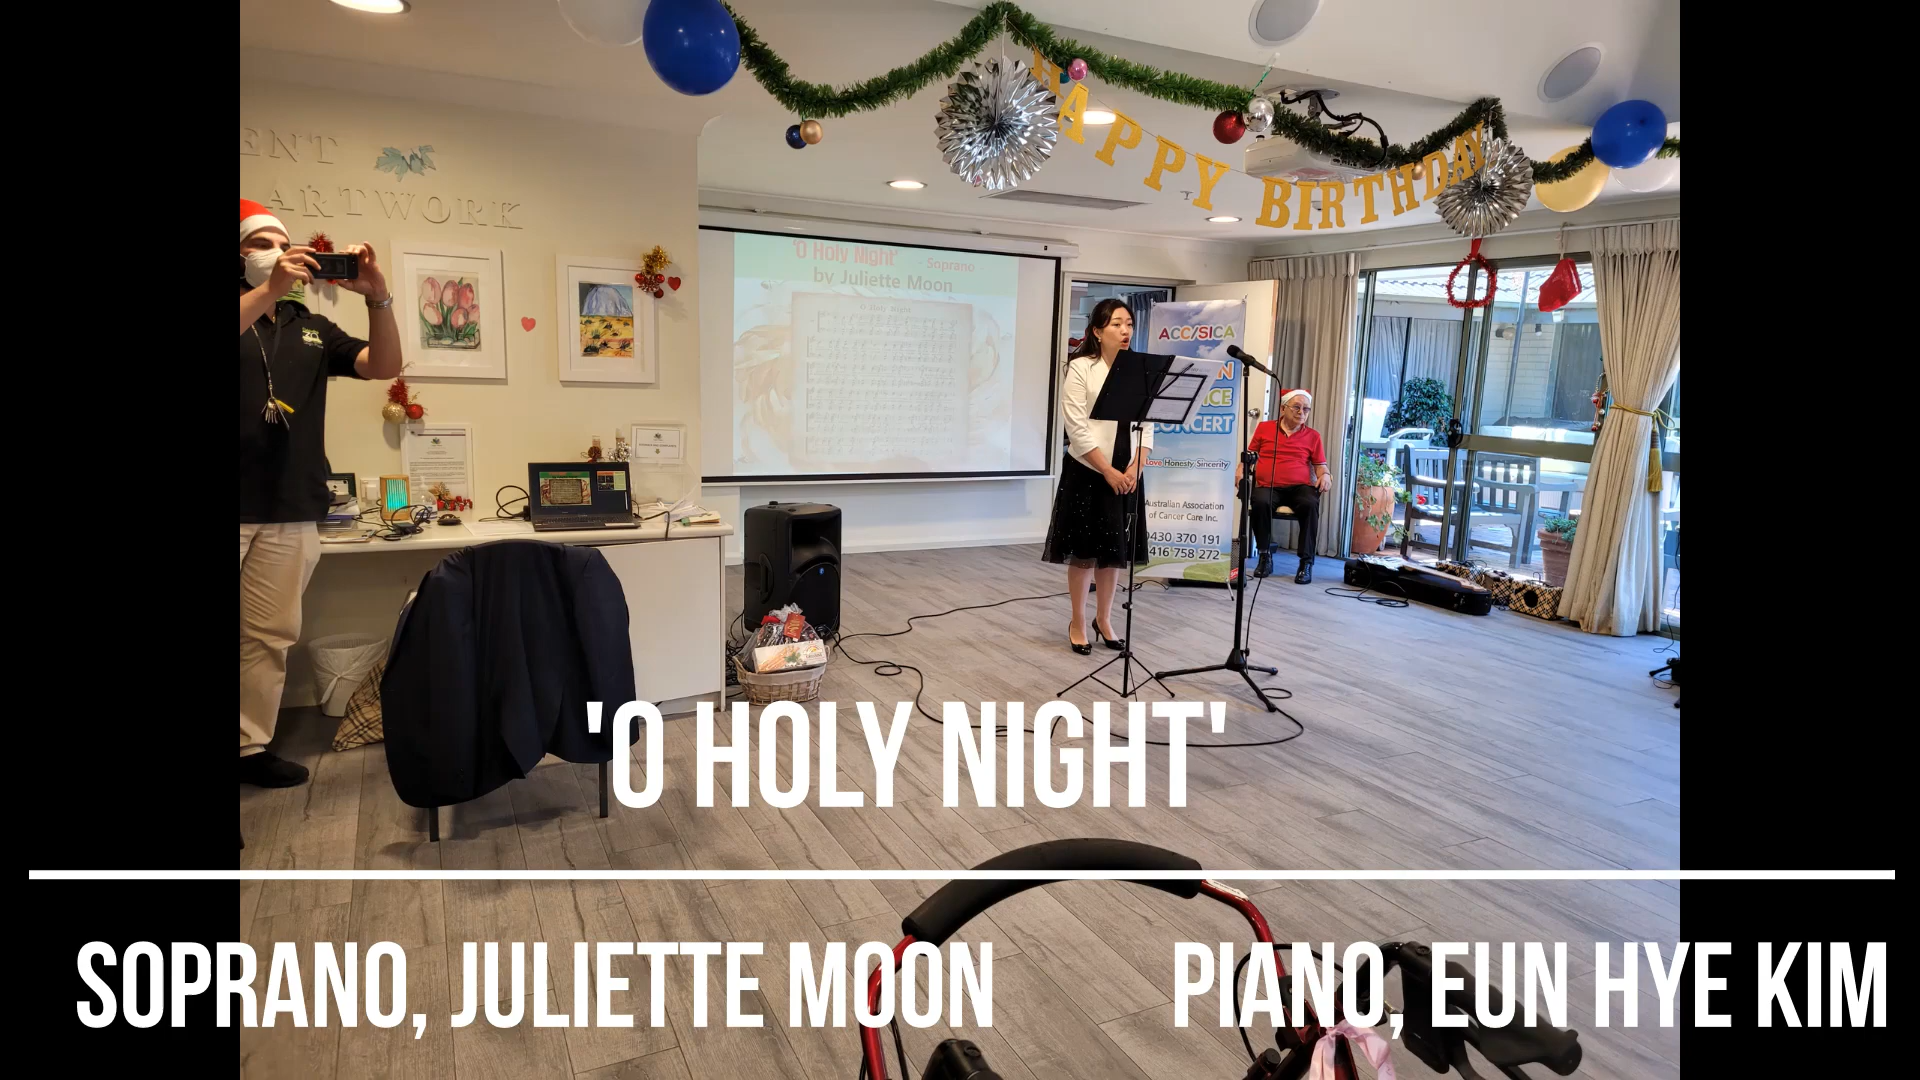 HAPPY BIRTHDAY
ENT
ARTWORK
'O Holy Night' - Soprano -
by Juliette Moon
O Holy Night
ACC/SICA
CONCERT
Love Honesty Sincerity
Australian Association
of Cancer Care Inc.
0430 370 191
0416 758 272
'O HOLY NIGHT'
SOPRANO, JULIETTE MOON
PIANO, EUN HYE KIM